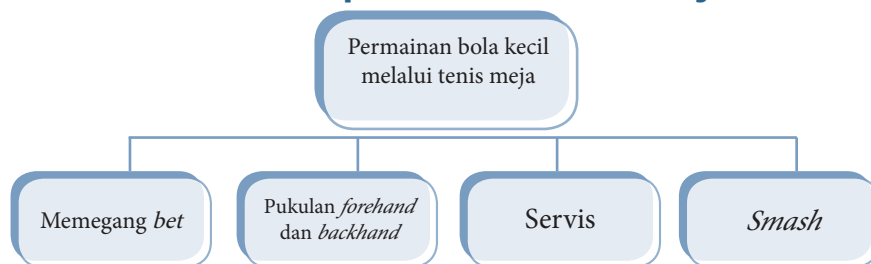 Permainan bola kecil
melalui tenis meja
Memegang bet
Pukulan forehand
dan backhand
Servis
Smash